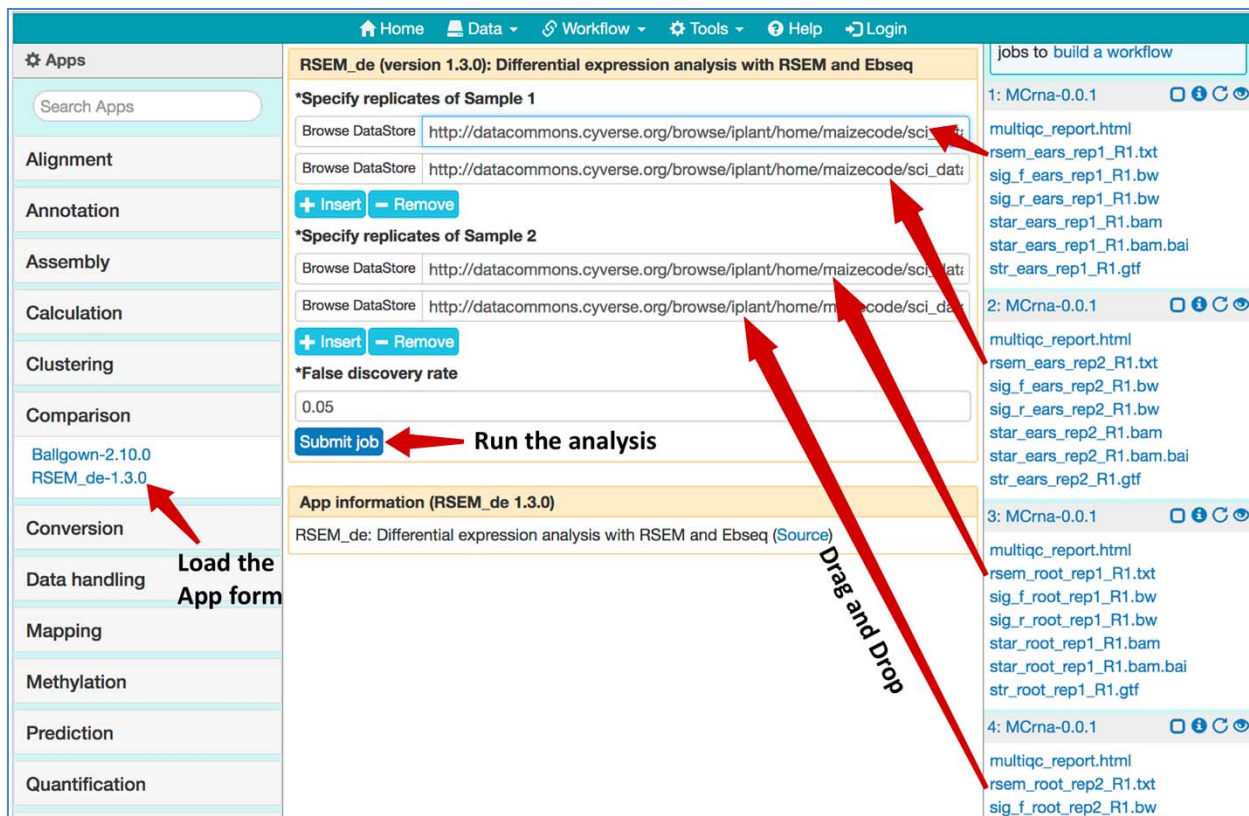 Home Data Workflow Tools Help Login
Apps
Search Apps
Alignment
Annotation
Assembly
Calculation
Clustering
Comparison
Ballgown-2.10.0
RSEM_de-1.3.0
Conversion
Data handling
Mapping
Methylation
Prediction
Quantification
Load the
App form
RSEM_de (version 1.3.0): Differential expression analysis with RSEM and Ebseq
*Specify replicates of Sample 1
Browse DataStore http://datacommons.cyverse.org/browse/iplant/home/maizecode/sci_data
Browse DataStore http://datacommons.cyverse.org/browse/iplant/home/maizecode/sci_data
+ Insert − Remove
*Specify replicates of Sample 2
Browse DataStore http://datacommons.cyverse.org/browse/iplant/home/maizecode/sci_data
Browse DataStore http://datacommons.cyverse.org/browse/iplant/home/maizecode/sci_data
+ Insert − Remove
*False discovery rate
0.05
Submit job
Run the analysis
App information (RSEM_de 1.3.0)
RSEM_de: Differential expression analysis with RSEM and Ebseq (Source)
Drag and Drop
jobs to build a workflow
1: MCrna-0.0.1
multiqc_report.html
rsem_ears_rep1_R1.txt
sig_f_ears_rep1_R1.bw
sig_r_ears_rep1_R1.bw
star_ears_rep1_R1.bam
star_ears_rep1_R1.bam.bai
str_ears_rep1_R1.gtf
2: MCrna-0.0.1
multiqc_report.html
rsem_ears_rep2_R1.txt
sig_f_ears_rep2_R1.bw
sig_r_ears_rep2_R1.bw
star_ears_rep2_R1.bam
star_ears_rep2_R1.bam.bai
str_ears_rep2_R1.gtf
3: MCrna-0.0.1
multiqc_report.html
rsem_root_rep1_R1.txt
sig_f_root_rep1_R1.bw
sig_r_root_rep1_R1.bw
star_root_rep1_R1.bam
star_root_rep1_R1.bam.bai
str_root_rep1_R1.gtf
4: MCrna-0.0.1
multiqc_report.html
rsem_root_rep2_R1.txt
sig_f_root_rep2_R1.bw